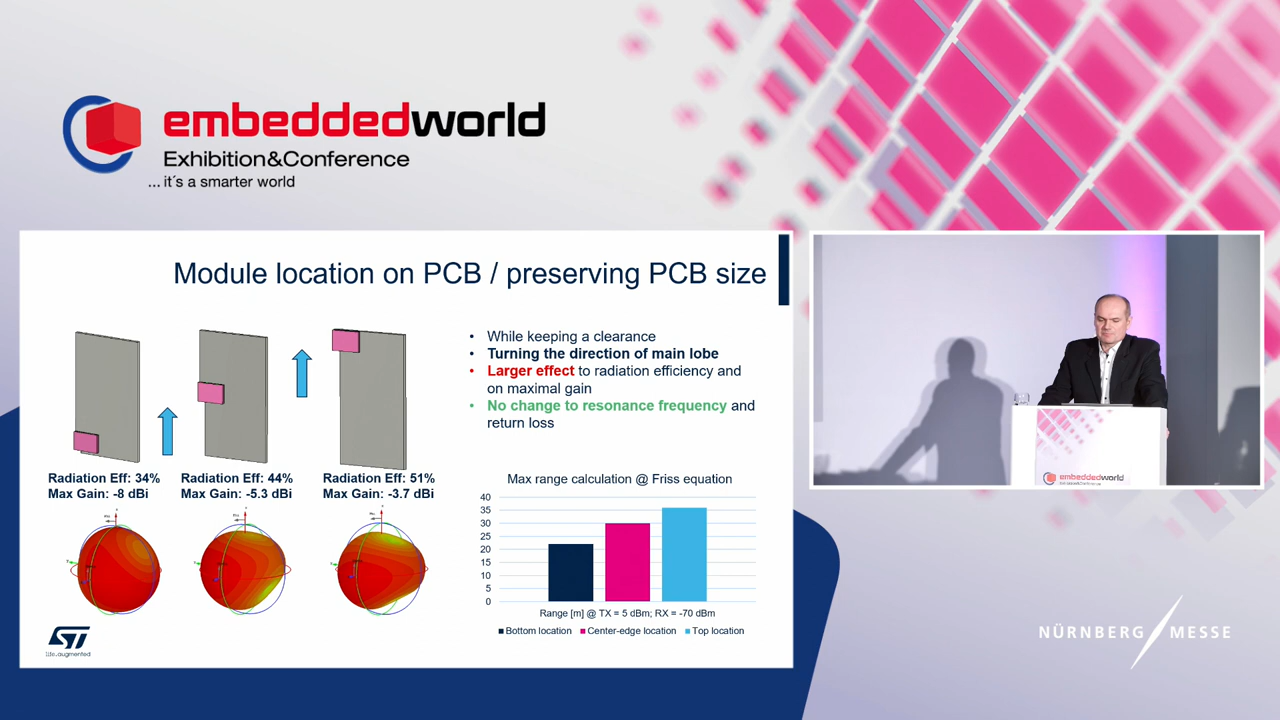 embeddedworld
Exhibition&Conference
... it´s a smarter world
Module location on PCB / preserving PCB size
• While keeping a clearance
• Turning the direction of main lobe
• Larger effect to radiation efficiency and
on maximal gain
• No change to resonance frequency and
return loss
Radiation Eff: 34%
Max Gain: -8 dBi
Radiation Eff: 44%
Max Gain: -5.3 dBi
Radiation Eff: 51%
Max Gain: -3.7 dBi
Max range calculation @ Friss equation
40
35
30
25
20
15
10
5
0
Range [m] @ TX = 5 dBm; RX = -70 dBm
Bottom location Center-edge location Top location
ST
life.augmented
embeddedworld
Exhibition&Conference
NÜRNBERG MESSE